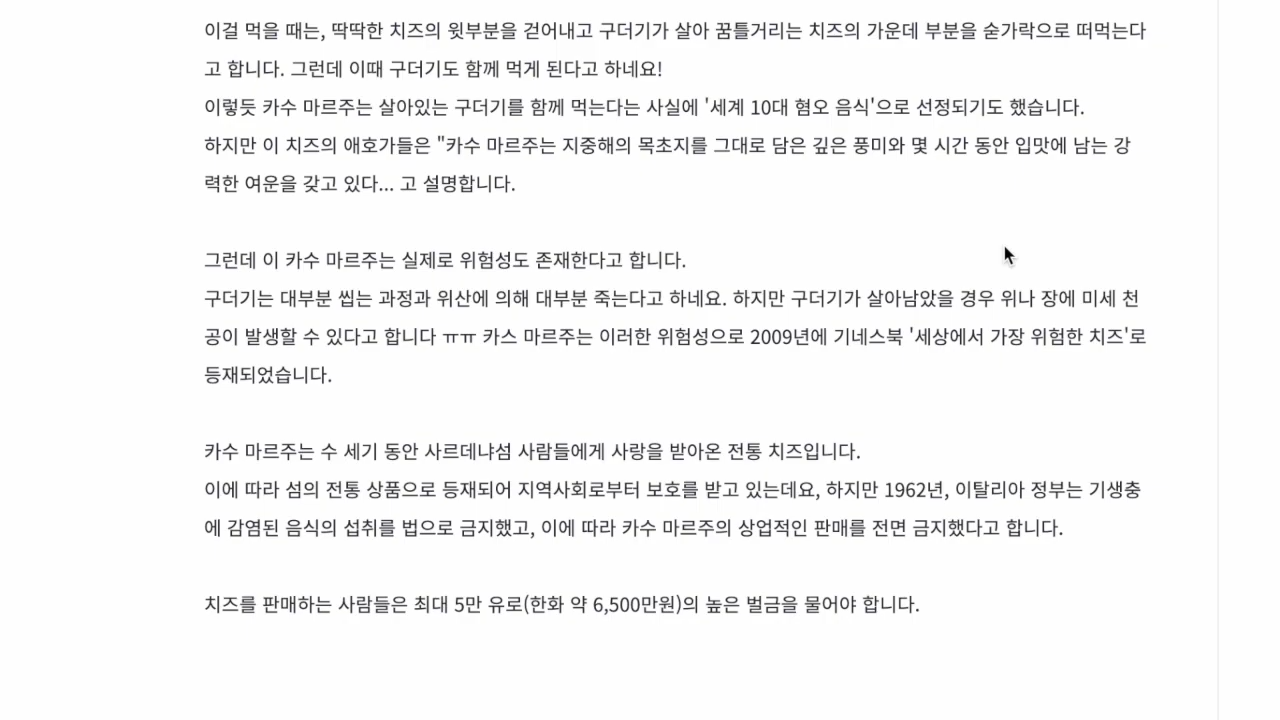 이걸 먹을 때는, 딱딱한 치즈의 윗부분을 걷어내고 구더기가 살아 꿈틀거리는 치즈의 가운데 부분을 숟가락으로 떠먹는다
고 합니다. 그런데 이때 구더기도 함께 먹게 된다고 하네요!
이렇듯 카수 마르주는 살아있는 구더기를 함께 먹는다는 사실에 '세계 10대 혐오 음식'으로 선정되기도 했습니다.
하지만 이 치즈의 애호가들은 "카수 마르주는 지중해의 목초지를 그대로 담은 깊은 풍미와 몇 시간 동안 입맛에 남는 강
력한 여운을 갖고 있다... 고 설명합니다.
그런데 이 카수 마르주는 실제로 위험성도 존재한다고 합니다.
구더기는 대부분 씹는 과정과 위산에 의해 대부분 죽는다고 하네요. 하지만 구더기가 살아남았을 경우 위나 장에 미세 천
공이 발생할 수 있다고 합니다 ㅠㅠ 카스 마르주는 이러한 위험성으로 2009년에 기네스북 '세상에서 가장 위험한 치즈'로
등재되었습니다.
카수 마르주는 수 세기 동안 사르데냐섬 사람들에게 사랑을 받아온 전통 치즈입니다.
이에 따라 섬의 전통 상품으로 등재되어 지역사회로부터 보호를 받고 있는데요, 하지만 1962년, 이탈리아 정부는 기생충
에 감염된 음식의 섭취를 법으로 금지했고, 이에 따라 카수 마르주의 상업적인 판매를 전면 금지했다고 합니다.
치즈를 판매하는 사람들은 최대 5만 유로(한화 약 6,500만원)의 높은 벌금을 물어야 합니다.